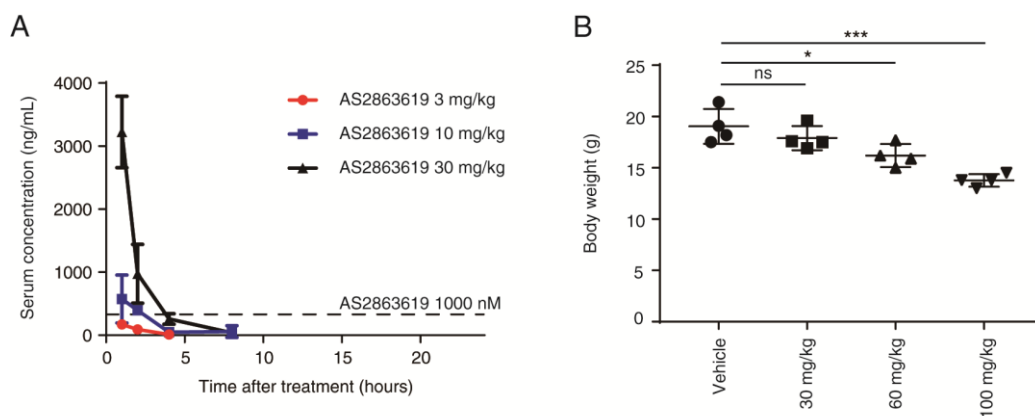 A
Serum concentration (ng/mL)
4000
3000
2000
1000
0
AS2863619 3 mg/kg
AS2863619 10 mg/kg
AS2863619 30 mg/kg
AS2863619 1000 nM
0 5 10 15 20
Time after treatment (hours)
B
Body weight (g)
25
20
15
10
5
0
***
*
ns
Vehicle
30 mg/kg
60 mg/kg
100 mg/kg